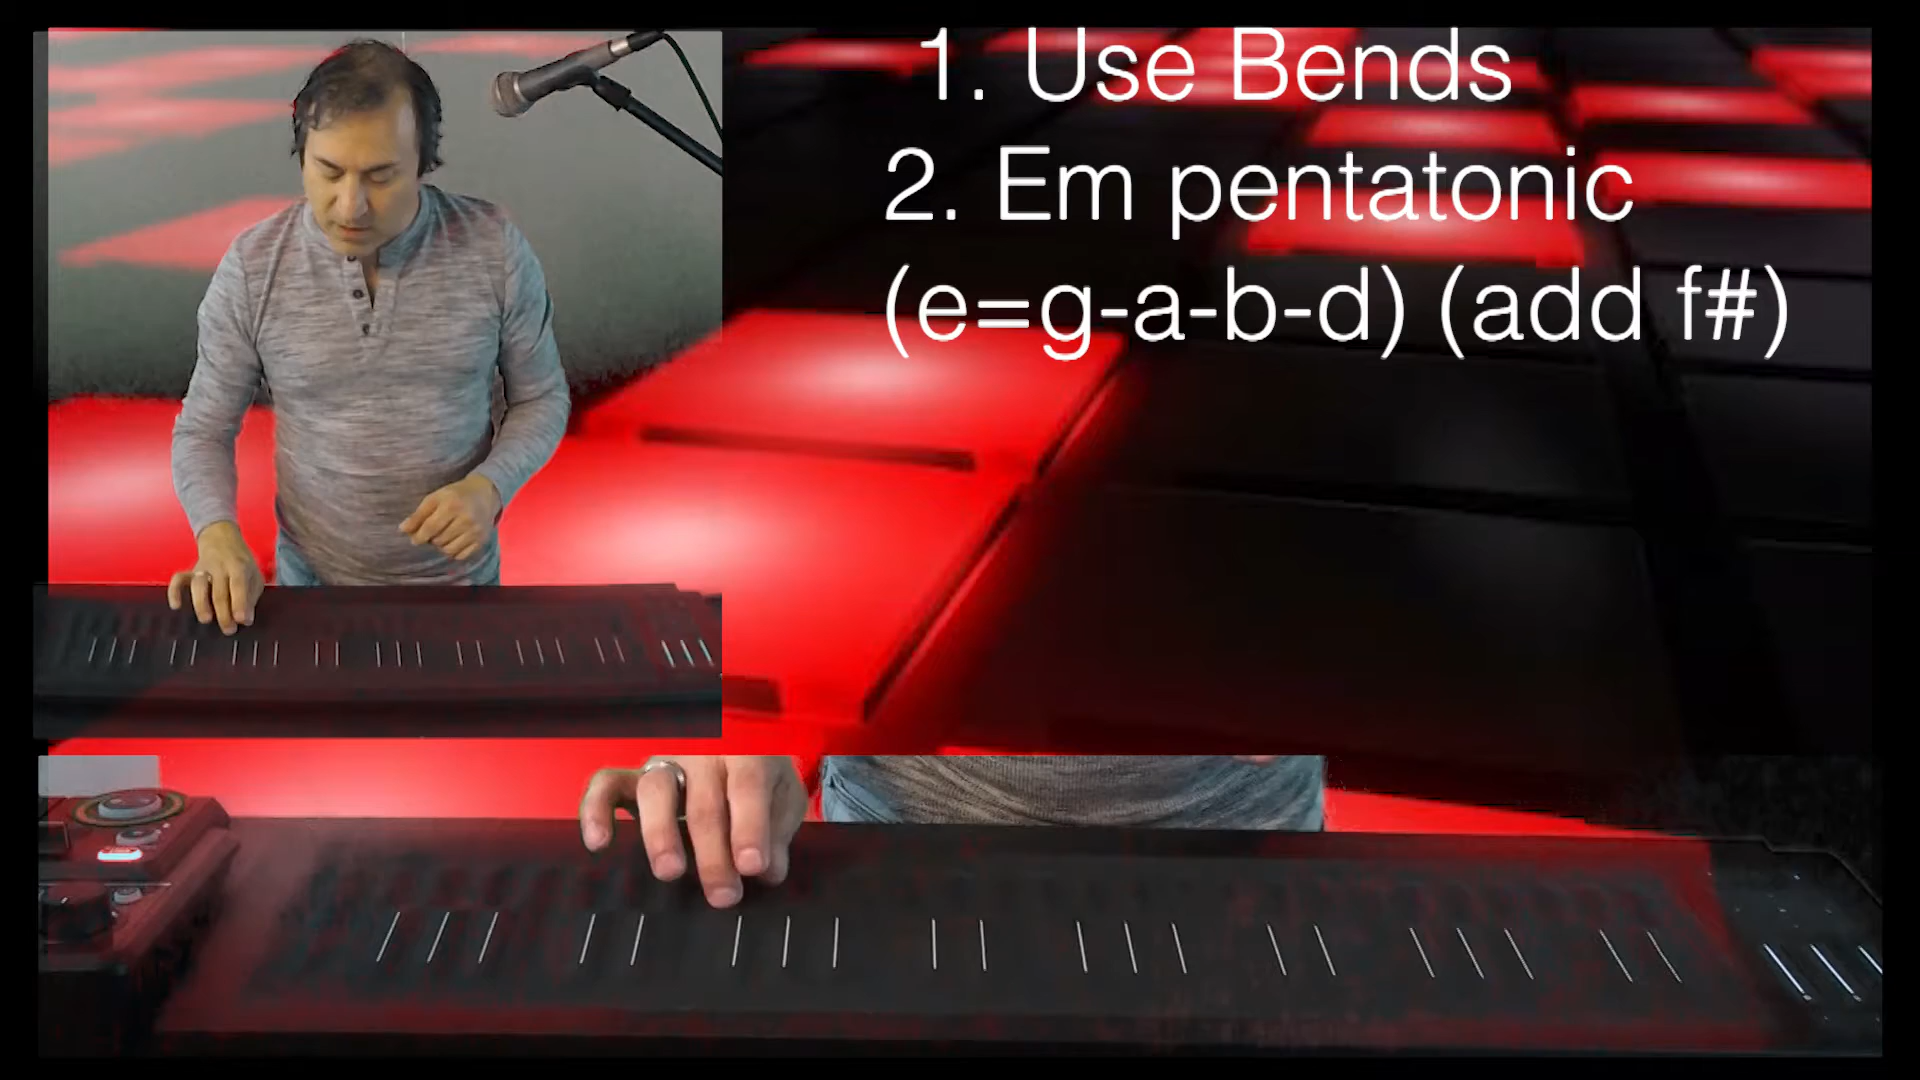 1. Use Bends
2. Em pentatonic
(e=g-a-b-d) (add f#)